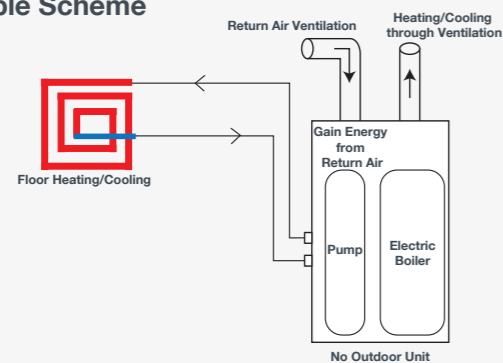 Scheme
Return Air Ventilation
Heating/Cooling
through Ventilation
Floor Heating/Cooling
Gain Energy
from
Return Air
Pump
Electric
Boiler
No Outdoor Unit